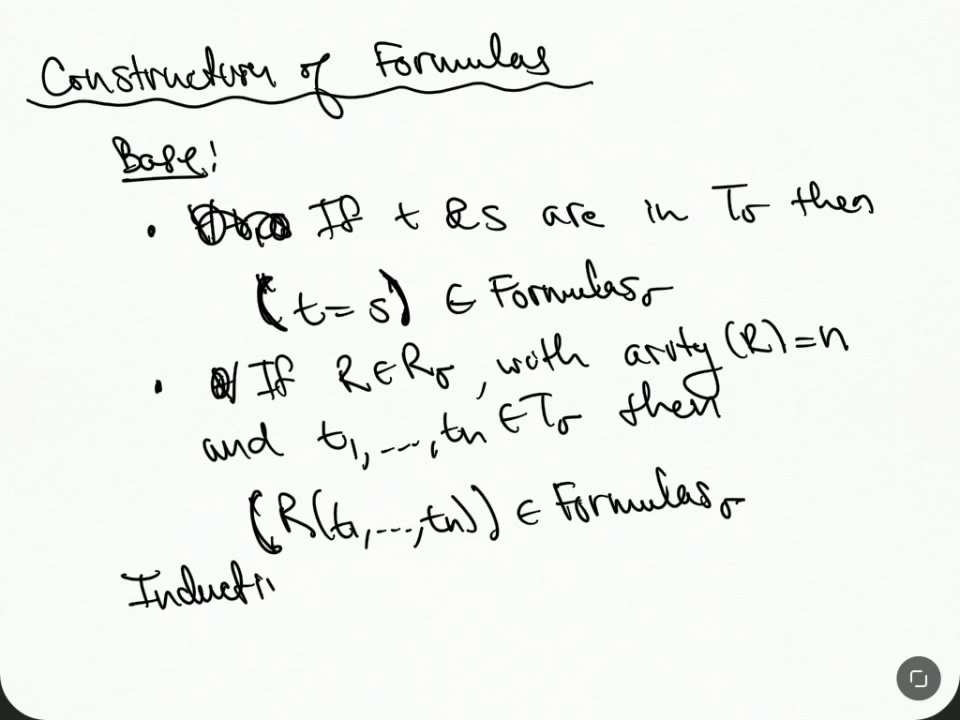 Construction of Formulas
Base:
• If t & s are in Tσ then
(t = s) ∈ Formulasσ
• If R ∈ Rσ, with arity (R) = n
and t₁, ..., tn ∈ Tσ then
(R(t₁, ..., tn)) ∈ Formulasσ
Inducti